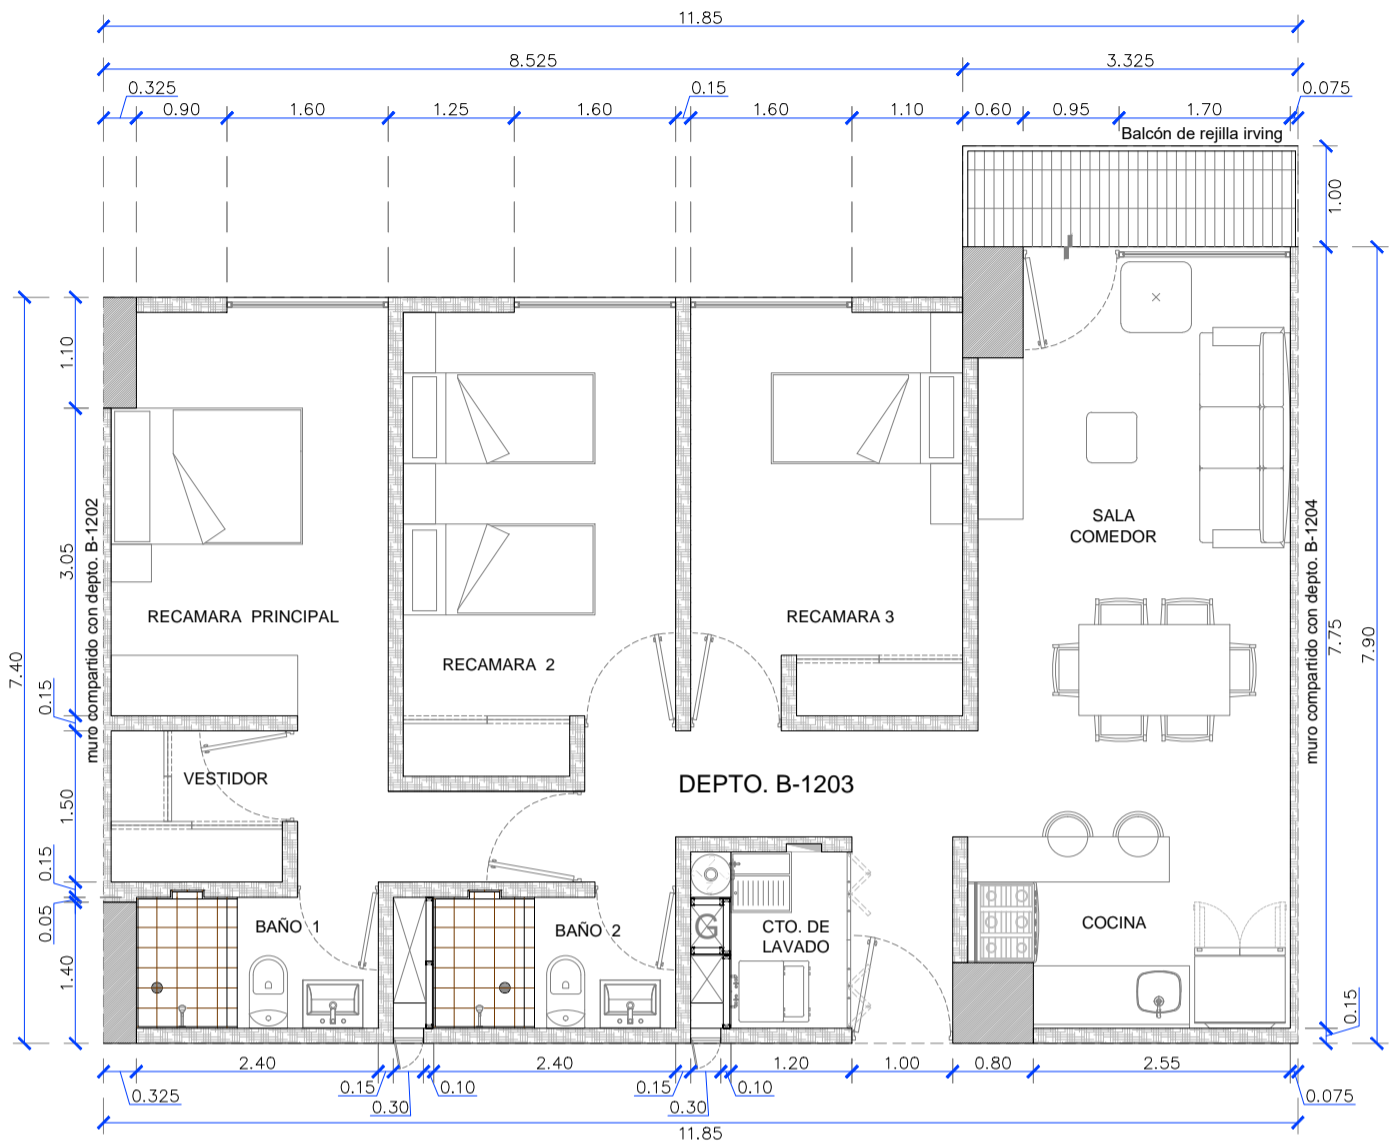 11.85
8.525
3.325
0.325
0.15
0.075
0.90
1.60
1.25
1.60
1.60
1.10
0.60
0.95
1.70
Balcón de rejilla irving
1.00
1.10
3.05
7.40
0.15
1.50
0.15
0.05
1.40
muro compartido con depto. B-1202
RECAMARA PRINCIPAL
RECAMARA 2
RECAMARA 3
SALA
COMEDOR
muro compartido con depto. B-1204
7.75
7.90
VESTIDOR
DEPTO. B-1203
BAÑO 1
BAÑO 2
G
CTO. DE
LAVADO
COCINA
0.15
2.40
2.40
1.20
1.00
0.80
2.55
0.325
0.15
0.30
0.10
0.15
0.30
0.10
0.075
11.85